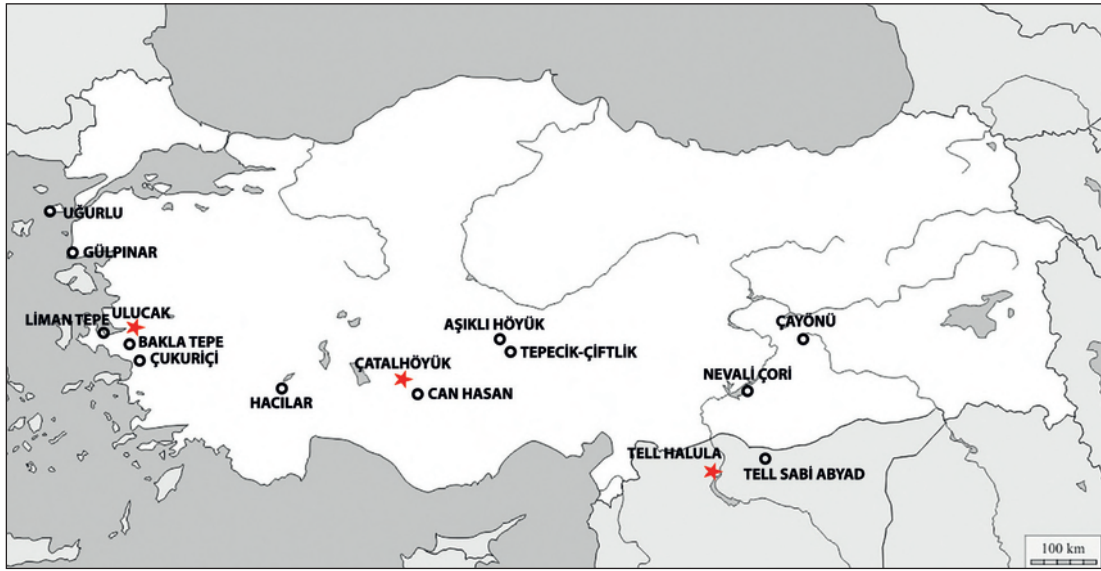 UĞURLU
GÜLPINAR
ULUCAK
LİMAN TEPE
BAKLA TEPE
ÇUKURİÇİ
HACILAR
ÇATALHÖYÜK
CAN HASAN
AŞIKLI HÖYÜK
TEPECİK-ÇİFTLİK
ÇAYÖNÜ
NEVALİ ÇORİ
TELL HALULA
TELL SABI ABYAD
100 km